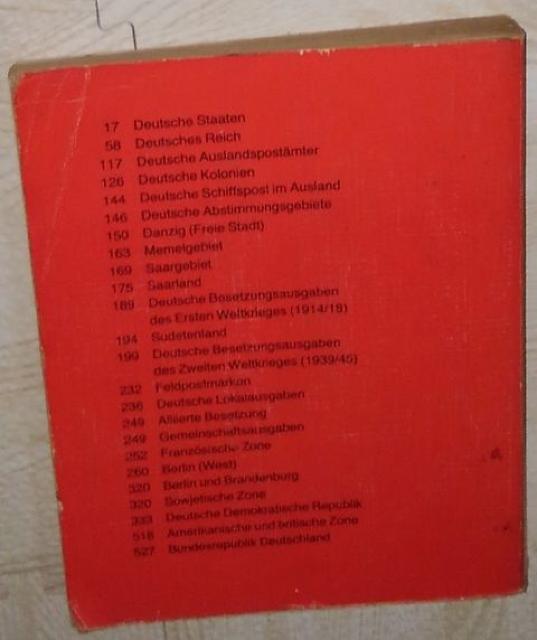 17 Deutsche Staaten
58 Deutsches Reich
117 Deutsche Auslandspostämter
126 Deutsche Kolonien
144 Deutsche Schiffspost im Ausland
146 Deutsche Abstimmungsgebiete
150 Danzig (Freie Stadt)
163 Memelgebiet
169 Saargebiet
175 Saarland
189 Deutsche Besetzungsausgaben
des Ersten Weltkrieges (1914/18)
194 Sudetenland
199 Deutsche Besetzungsausgaben
des Zweiten Weltkrieges (1939/45)
232 Feldpostmarken
236 Deutsche Lokalausgaben
249 Alliierte Besetzung
249 Gemeinschaftsausgaben
252 Französische Zone
260 Berlin (West)
320 Berlin und Brandenburg
320 Sowjetische Zone
333 Deutsche Demokratische Republik
518 Amerikanische und britische Zone
527 Bundesrepublik Deutschland